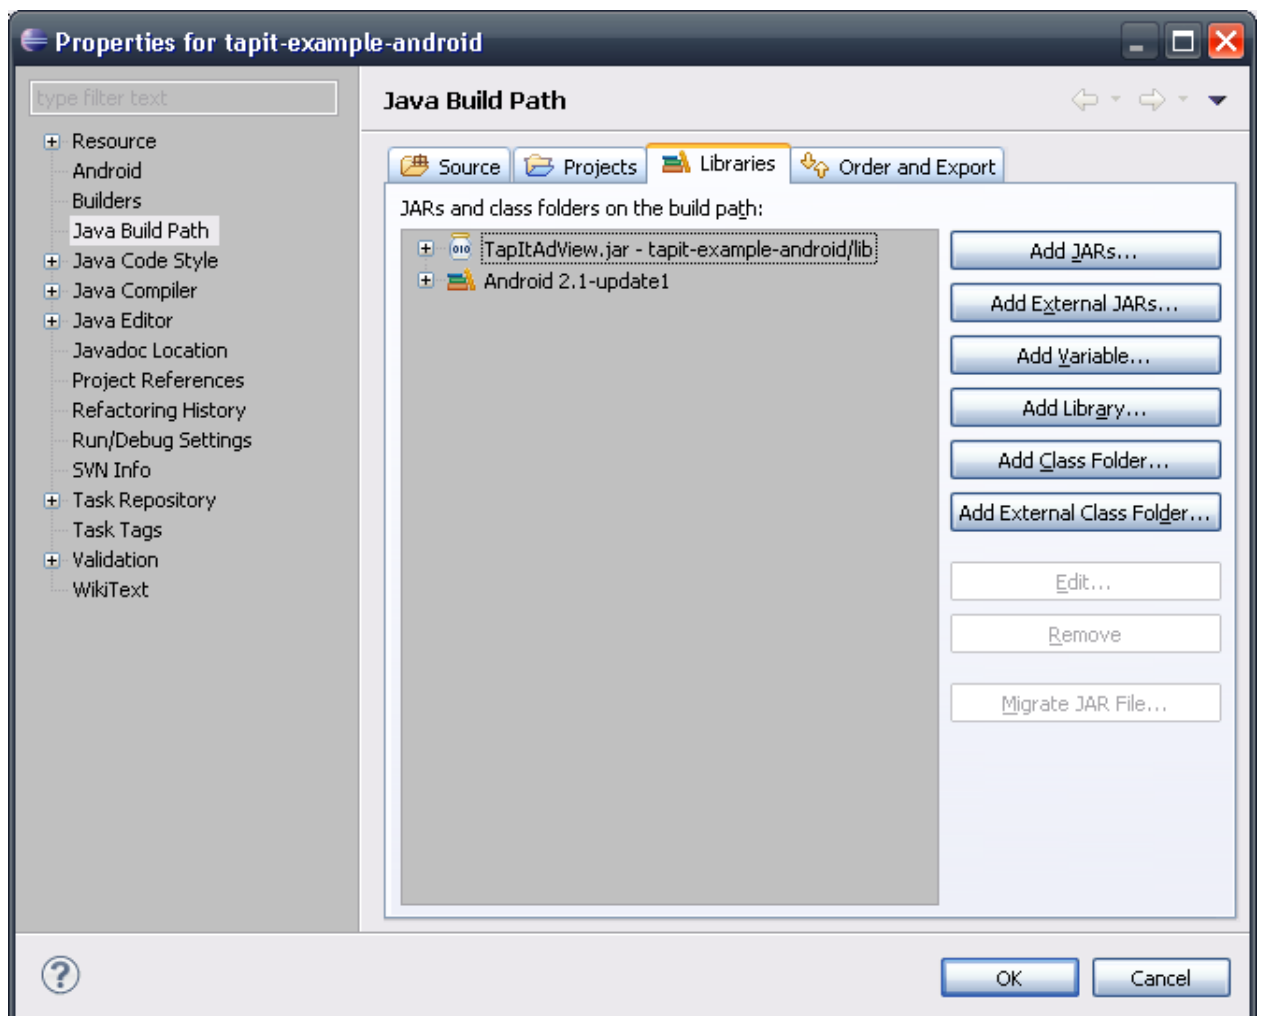 Properties for tapit-example-android
type filter text
Resource
Android
Builders
Java Build Path
Java Code Style
Java Compiler
Java Editor
Javadoc Location
Project References
Refactoring History
Run/Debug Settings
SVN Info
Task Repository
Task Tags
Validation
WikiText
Java Build Path
Source
Projects
Libraries
Order and Export
JARs and class folders on the build path:
010 TapItAdView.jar - tapit-example-android/lib
Android 2.1-update1
Add JARs...
Add External JARs...
Add Variable...
Add Library...
Add Class Folder...
Add External Class Folder...
Edit...
Remove
Migrate JAR File...
?
OK
Cancel